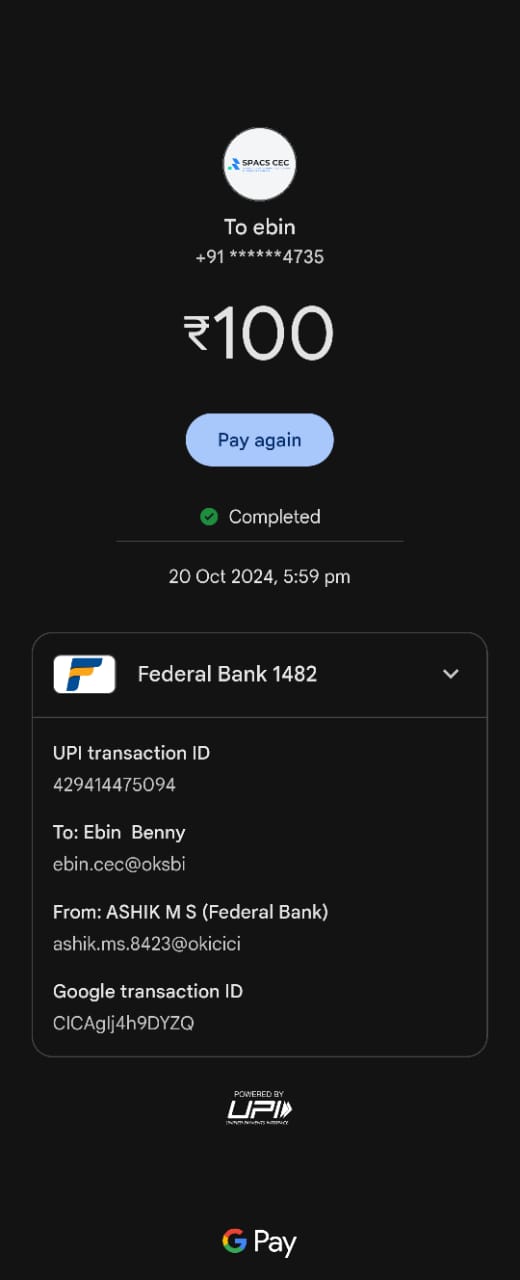 SPACS CEC
To ebin
+91 ******4735
₹100
Pay again
Completed
20 Oct 2024, 5:59 pm
Federal Bank 1482
UPI transaction ID
429414475094
To: Ebin  Benny
ebin.cec@oksbi
From: ASHIK M S (Federal Bank)
ashik.ms.8423@okicici
Google transaction ID
CICAgIj4h9DYZQ
POWERED BY
UPI
UNIFIED PAYMENTS INTERFACE
G Pay